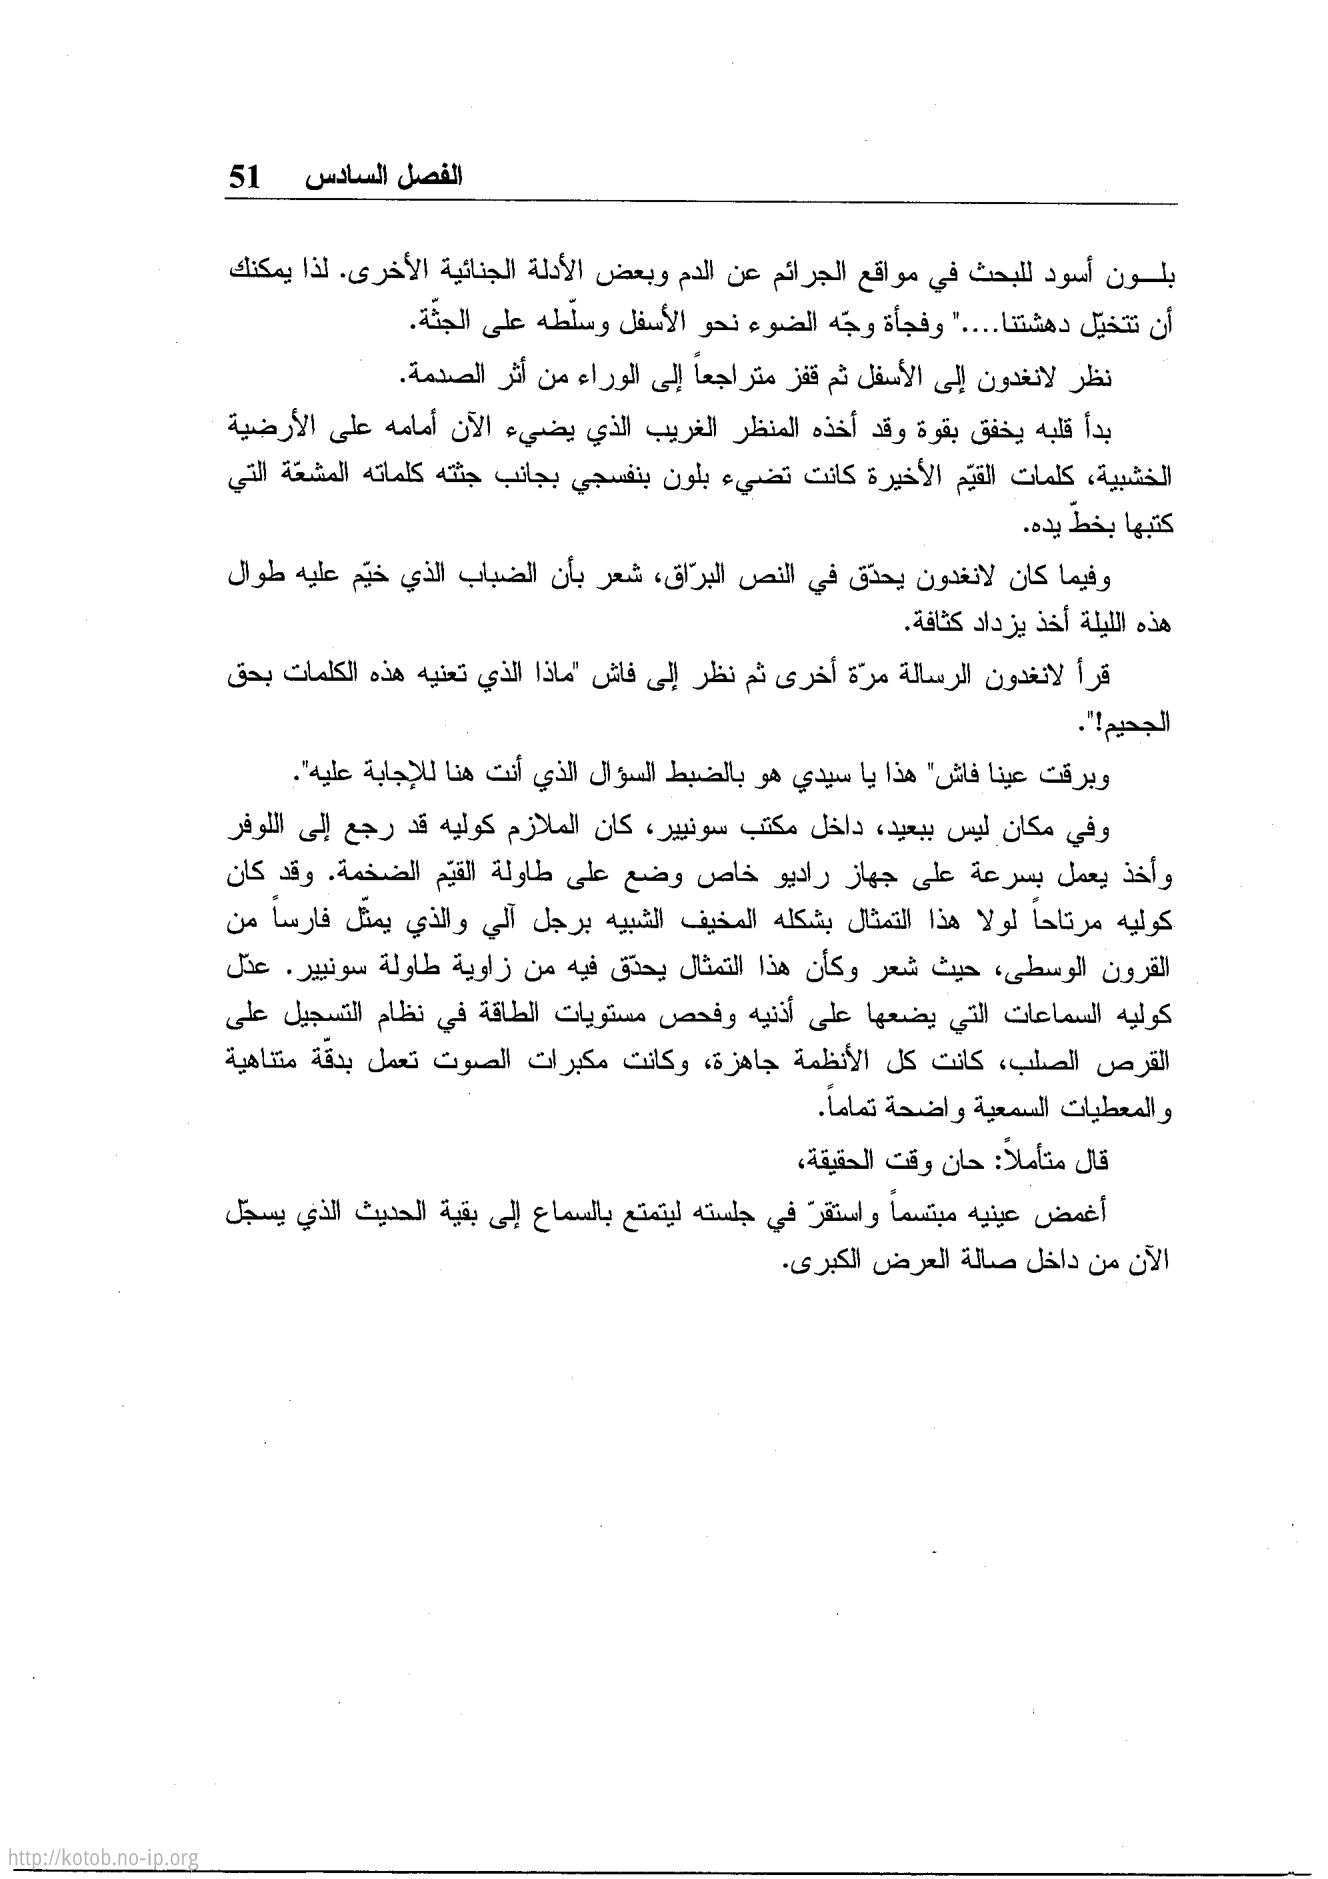 الفصل السادس 51
بلـــون أسود للبحث في مواقع الجرائم عن الدم وبعض الأدلة الجنائية الأخرى. لذا يمكنك
أن تتخيّل دهشتنا...." وفجأة وجّه الضوء نحو الأسفل وسلّطه على الجثّة.
نظر لانغدون إلى الأسفل ثم قفز متراجعاً إلى الوراء من أثر الصدمة.
بدأ قلبه يخفق بقوة وقد أخذه المنظر الغريب الذي يضيء الآن أمامه على الأرضية
الخشبية، كلمات القيّم الأخيرة كانت تضيء بلون بنفسجي بجانب جثته كلماته المشعّة التي
كتبها بخطّ يده.
وفيما كان لانغدون يحدّق في النص البرّاق، شعر بأن الضباب الذي خيّم عليه طوال
هذه الليلة أخذ يزداد كثافة.
قرأ لانغدون الرسالة مرّة أخرى ثم نظر إلى فاش "ماذا الذي تعنيه هذه الكلمات بحق
الجحيم!".
وبرقت عينا فاش" هذا يا سيدي هو بالضبط السؤال الذي أنت هنا للإجابة عليه".
وفي مكان ليس ببعيد، داخل مكتب سونيير، كان الملازم كوليه قد رجع إلى اللوفر
وأخذ يعمل بسرعة على جهاز راديو خاص وضع على طاولة القيّم الضخمة. وقد كان
كوليه مرتاحاً لولا هذا التمثال بشكله المخيف الشبيه برجل آلي والذي يمثّل فارساً من
القرون الوسطى، حيث شعر وكأن هذا التمثال يحدّق فيه من زاوية طاولة سونيير. عدّل
كوليه السماعات التي يضعها على أذنيه وفحص مستويات الطاقة في نظام التسجيل على
القرص الصلب، كانت كل الأنظمة جاهزة، وكانت مكبرات الصوت تعمل بدقّة متناهية
والمعطيات السمعية واضحة تماماً.
قال متأملاً: حان وقت الحقيقة،
أغمض عينيه مبتسماً واستقرّ في جلسته ليتمتع بالسماع إلى بقية الحديث الذي يسجّل
الآن من داخل صالة العرض الكبرى.
http://kotob.no-ip.org